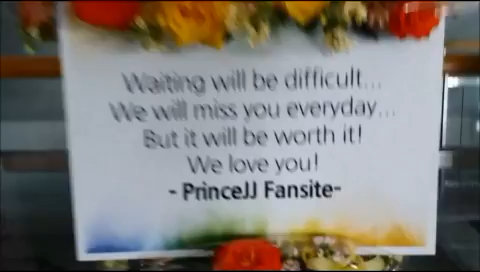 Waiting will be difficult...
We will miss you everyday...
But it will be worth it!
We love you!
- PrinceJJ Fansite-